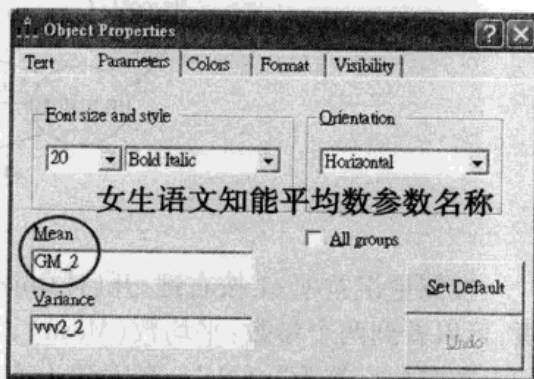 Object Properties
Text Parameters Colors Format Visibility
Font size and style
Orientation
20 Bold Italic Horizontal
女生语文知能平均数参数名称
Mean
All groups
GM_2
Set Default
Variance
vvv2_2
Undo